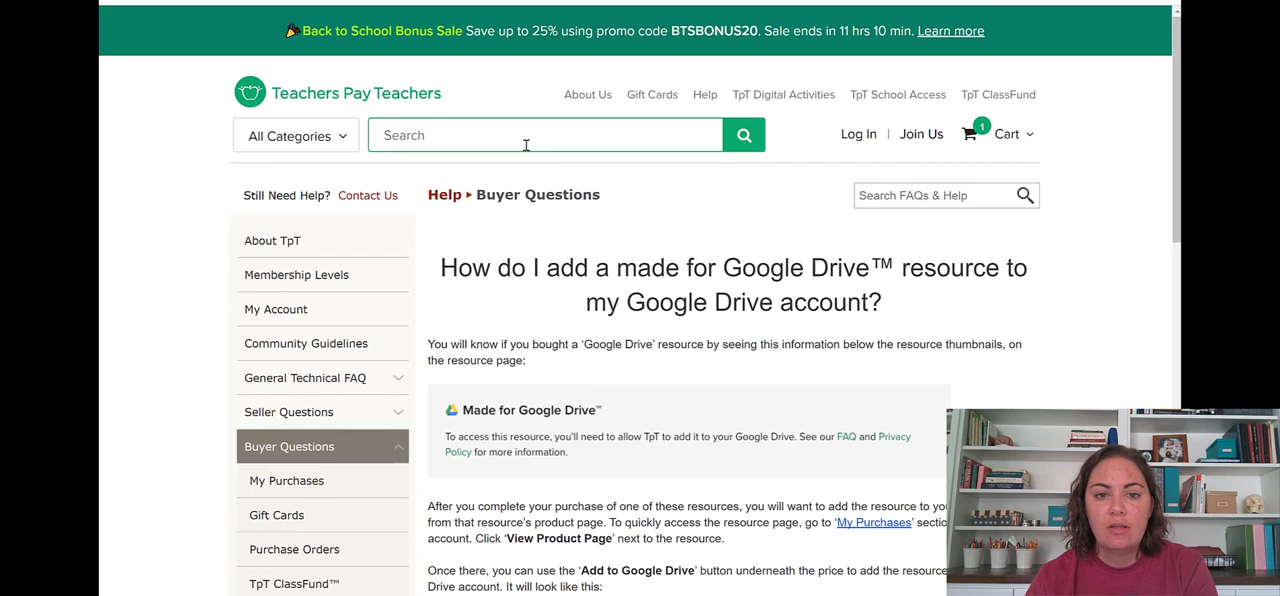 Back to School Bonus Sale Save up to 25% using promo code BTSBONUS20. Sale ends in 11 hrs 10 min. Learn more
Teachers Pay Teachers
About Us Gift Cards Help TpT Digital Activities TpT School Access TpT ClassFund
All Categories Search
Log In | Join Us 1 Cart
Still Need Help? Contact Us
Help ▸ Buyer Questions
Search FAQs & Help
About TpT
Membership Levels
My Account
Community Guidelines
General Technical FAQ
Seller Questions
Buyer Questions
My Purchases
Gift Cards
Purchase Orders
TpT ClassFund™
How do I add a made for Google Drive™ resource to
my Google Drive account?
You will know if you bought a 'Google Drive' resource by seeing this information below the resource thumbnails, on
the resource page:
Made for Google Drive™
To access this resource, you'll need to allow TpT to add it to your Google Drive. See our FAQ and Privacy
Policy for more information.
After you complete your purchase of one of these resources, you will want to add the resource to yo
from that resource's product page. To quickly access the resource page, go to 'My Purchases' sectio
account. Click 'View Product Page' next to the resource.
Once there, you can use the 'Add to Google Drive' button underneath the price to add the resource
Drive account. It will look like this: